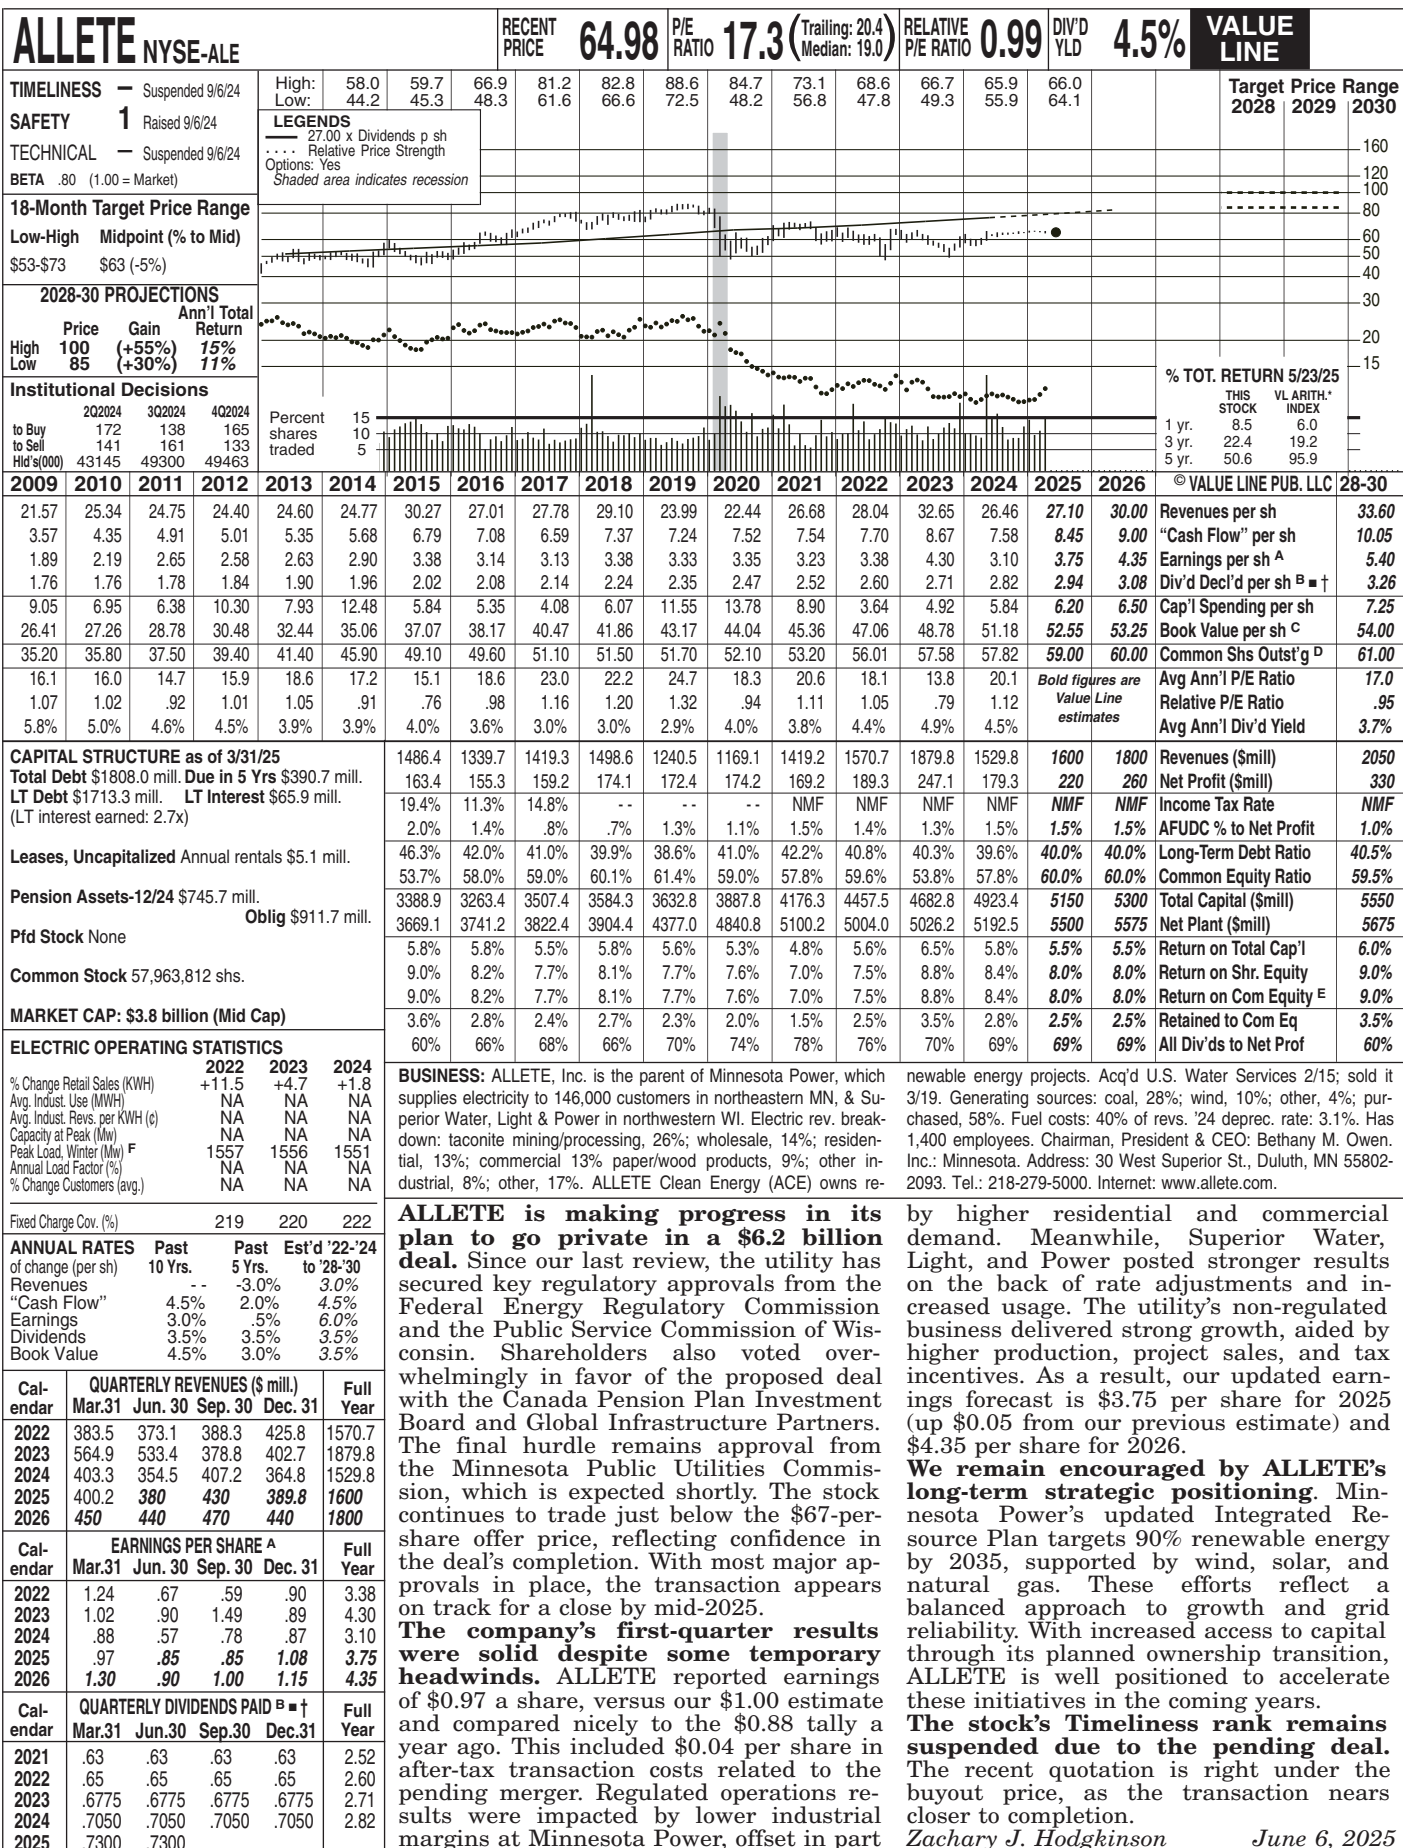 ALLETE NYSE-ALE
RECENT PRICE 64.98
P/E RATIO 17.3 (Trailing: 20.4 Median: 19.0)
RELATIVE P/E RATIO 0.99
DIV'D YLD 4.5%
VALUE LINE
TIMELINESS – Suspended 9/6/24
SAFETY 1 Raised 9/6/24
TECHNICAL – Suspended 9/6/24
BETA .80 (1.00 = Market)
18-Month Target Price Range
Low-High Midpoint (% to Mid)
$53-$73 $63 (-5%)
2028-30 PROJECTIONS
Ann'l Total
Price Gain Return
High 100 (+55%) 15%
Low 85 (+30%) 11%
Institutional Decisions
2Q2024 3Q2024 4Q2024
to Buy 172 138 165
to Sell 141 161 133
Hld's(000) 43145 49300 49463
High: 58.0 59.7 66.9 81.2 82.8 88.6 84.7 73.1 68.6 66.7 65.9 66.0
Low: 44.2 45.3 48.3 61.6 66.6 72.5 48.2 56.8 47.8 49.3 55.9 64.1
LEGENDS
27.00 x Dividends p sh
. . . . Relative Price Strength
Options: Yes
Shaded area indicates recession
Target Price Range
2028 2029 2030
160
120
100
80
60
50
40
30
20
15
Percent shares traded
15
10
5
% TOT. RETURN 5/23/25
THIS STOCK VL ARITH.* INDEX
1 yr. 8.5 6.0
3 yr. 22.4 19.2
5 yr. 50.6 95.9
2009 2010 2011 2012 2013 2014 2015 2016 2017 2018 2019 2020 2021 2022 2023 2024 2025 2026 © VALUE LINE PUB. LLC 28-30
21.57 25.34 24.75 24.40 24.60 24.77 30.27 27.01 27.78 29.10 23.99 22.44 26.68 28.04 32.65 26.46 27.10 30.00 Revenues per sh 33.60
3.57 4.35 4.91 5.01 5.35 5.68 6.79 7.08 6.59 7.37 7.24 7.52 7.54 7.70 8.67 7.58 8.45 9.00 "Cash Flow" per sh 10.05
1.89 2.19 2.65 2.58 2.63 2.90 3.38 3.14 3.13 3.38 3.33 3.35 3.23 3.38 4.30 3.10 3.75 4.35 Earnings per sh A 5.40
1.76 1.76 1.78 1.84 1.90 1.96 2.02 2.08 2.14 2.24 2.35 2.47 2.52 2.60 2.71 2.82 2.94 3.08 Div'd Decl'd per sh B ■ † 3.26
9.05 6.95 6.38 10.30 7.93 12.48 5.84 5.35 4.08 6.07 11.55 13.78 8.90 3.64 4.92 5.84 6.20 6.50 Cap'l Spending per sh 7.25
26.41 27.26 28.78 30.48 32.44 35.06 37.07 38.17 40.47 41.86 43.17 44.04 45.36 47.06 48.78 51.18 52.55 53.25 Book Value per sh C 54.00
35.20 35.80 37.50 39.40 41.40 45.90 49.10 49.60 51.10 51.50 51.70 52.10 53.20 56.01 57.58 57.82 59.00 60.00 Common Shs Outst'g D 61.00
16.1 16.0 14.7 15.9 18.6 17.2 15.1 18.6 23.0 22.2 24.7 18.3 20.6 18.1 13.8 20.1 Bold figures are Avg Ann'l P/E Ratio 17.0
1.07 1.02 .92 1.01 1.05 .91 .76 .98 1.16 1.20 1.32 .94 1.11 1.05 .79 1.12 Value Line Relative P/E Ratio .95
5.8% 5.0% 4.6% 4.5% 3.9% 3.9% 4.0% 3.6% 3.0% 3.0% 2.9% 4.0% 3.8% 4.4% 4.9% 4.5% estimates Avg Ann'l Div'd Yield 3.7%
1486.4 1339.7 1419.3 1498.6 1240.5 1169.1 1419.2 1570.7 1879.8 1529.8 1600 1800 Revenues ($mill) 2050
163.4 155.3 159.2 174.1 172.4 174.2 169.2 189.3 247.1 179.3 220 260 Net Profit ($mill) 330
19.4% 11.3% 14.8% - - - - - - NMF NMF NMF NMF NMF NMF Income Tax Rate NMF
2.0% 1.4% .8% .7% 1.3% 1.1% 1.5% 1.4% 1.3% 1.5% 1.5% 1.5% AFUDC % to Net Profit 1.0%
46.3% 42.0% 41.0% 39.9% 38.6% 41.0% 42.2% 40.8% 40.3% 39.6% 40.0% 40.0% Long-Term Debt Ratio 40.5%
53.7% 58.0% 59.0% 60.1% 61.4% 59.0% 57.8% 59.6% 53.8% 57.8% 60.0% 60.0% Common Equity Ratio 59.5%
3388.9 3263.4 3507.4 3584.3 3632.8 3887.8 4176.3 4457.5 4682.8 4923.4 5150 5300 Total Capital ($mill) 5550
3669.1 3741.2 3822.4 3904.4 4377.0 4840.8 5100.2 5004.0 5026.2 5192.5 5500 5575 Net Plant ($mill) 5675
5.8% 5.8% 5.5% 5.8% 5.6% 5.3% 4.8% 5.6% 6.5% 5.8% 5.5% 5.5% Return on Total Cap'l 6.0%
9.0% 8.2% 7.7% 8.1% 7.7% 7.6% 7.0% 7.5% 8.8% 8.4% 8.0% 8.0% Return on Shr. Equity 9.0%
9.0% 8.2% 7.7% 8.1% 7.7% 7.6% 7.0% 7.5% 8.8% 8.4% 8.0% 8.0% Return on Com Equity E 9.0%
3.6% 2.8% 2.4% 2.7% 2.3% 2.0% 1.5% 2.5% 3.5% 2.8% 2.5% 2.5% Retained to Com Eq 3.5%
60% 66% 68% 66% 70% 74% 78% 76% 70% 69% 69% 69% All Div'ds to Net Prof 60%
CAPITAL STRUCTURE as of 3/31/25
Total Debt $1808.0 mill. Due in 5 Yrs $390.7 mill.
LT Debt $1713.3 mill. LT Interest $65.9 mill.
(LT interest earned: 2.7x)
Leases, Uncapitalized Annual rentals $5.1 mill.
Pension Assets-12/24 $745.7 mill.
Oblig $911.7 mill.
Pfd Stock None
Common Stock 57,963,812 shs.
MARKET CAP: $3.8 billion (Mid Cap)
ELECTRIC OPERATING STATISTICS
2022 2023 2024
% Change Retail Sales (KWH) +11.5 +4.7 +1.8
Avg. Indust. Use (MWH) NA NA NA
Avg. Indust. Revs. per KWH (¢) NA NA NA
Capacity at Peak (Mw) NA NA NA
Peak Load, Winter (Mw) F 1557 1556 1551
Annual Load Factor (%) NA NA NA
% Change Customers (avg.) NA NA NA
Fixed Charge Cov. (%) 219 220 222
ANNUAL RATES Past Past Est'd '22-'24
of change (per sh) 10 Yrs. 5 Yrs. to '28-'30
Revenues - - -3.0% 3.0%
"Cash Flow" 4.5% 2.0% 4.5%
Earnings 3.0% .5% 6.0%
Dividends 3.5% 3.5% 3.5%
Book Value 4.5% 3.0% 3.5%
Cal- QUARTERLY REVENUES ($ mill.) Full
endar Mar.31 Jun. 30 Sep. 30 Dec. 31 Year
2022 383.5 373.1 388.3 425.8 1570.7
2023 564.9 533.4 378.8 402.7 1879.8
2024 403.3 354.5 407.2 364.8 1529.8
2025 400.2 380 430 389.8 1600
2026 450 440 470 440 1800
Cal- EARNINGS PER SHARE A Full
endar Mar.31 Jun. 30 Sep. 30 Dec. 31 Year
2022 1.24 .67 .59 .90 3.38
2023 1.02 .90 1.49 .89 4.30
2024 .88 .57 .78 .87 3.10
2025 .97 .85 .85 1.08 3.75
2026 1.30 .90 1.00 1.15 4.35
Cal- QUARTERLY DIVIDENDS PAID B ■ † Full
endar Mar.31 Jun.30 Sep.30 Dec.31 Year
2021 .63 .63 .63 .63 2.52
2022 .65 .65 .65 .65 2.60
2023 .6775 .6775 .6775 .6775 2.71
2024 .7050 .7050 .7050 .7050 2.82
2025 .7300 .7300
BUSINESS: ALLETE, Inc. is the parent of Minnesota Power, which
supplies electricity to 146,000 customers in northeastern MN, & Su-
perior Water, Light & Power in northwestern WI. Electric rev. break-
down: taconite mining/processing, 26%; wholesale, 14%; residen-
tial, 13%; commercial 13% paper/wood products, 9%; other in-
dustrial, 8%; other, 17%. ALLETE Clean Energy (ACE) owns re-
newable energy projects. Acq'd U.S. Water Services 2/15; sold it
3/19. Generating sources: coal, 28%; wind, 10%; other, 4%; pur-
chased, 58%. Fuel costs: 40% of revs. '24 deprec. rate: 3.1%. Has
1,400 employees. Chairman, President & CEO: Bethany M. Owen.
Inc.: Minnesota. Address: 30 West Superior St., Duluth, MN 55802-
2093. Tel.: 218-279-5000. Internet: www.allete.com.
ALLETE is making progress in its
plan to go private in a $6.2 billion
deal. Since our last review, the utility has
secured key regulatory approvals from the
Federal Energy Regulatory Commission
and the Public Service Commission of Wis-
consin. Shareholders also voted over-
whelmingly in favor of the proposed deal
with the Canada Pension Plan Investment
Board and Global Infrastructure Partners.
The final hurdle remains approval from
the Minnesota Public Utilities Commis-
sion, which is expected shortly. The stock
continues to trade just below the $67-per-
share offer price, reflecting confidence in
the deal's completion. With most major ap-
provals in place, the transaction appears
on track for a close by mid-2025.
The company's first-quarter results
were solid despite some temporary
headwinds. ALLETE reported earnings
of $0.97 a share, versus our $1.00 estimate
and compared nicely to the $0.88 tally a
year ago. This included $0.04 per share in
after-tax transaction costs related to the
pending merger. Regulated operations re-
sults were impacted by lower industrial
margins at Minnesota Power, offset in part
by higher residential and commercial
demand. Meanwhile, Superior Water,
Light, and Power posted stronger results
on the back of rate adjustments and in-
creased usage. The utility's non-regulated
business delivered strong growth, aided by
higher production, project sales, and tax
incentives. As a result, our updated earn-
ings forecast is $3.75 per share for 2025
(up $0.05 from our previous estimate) and
$4.35 per share for 2026.
We remain encouraged by ALLETE's
long-term strategic positioning. Min-
nesota Power's updated Integrated Re-
source Plan targets 90% renewable energy
by 2035, supported by wind, solar, and
natural gas. These efforts reflect a
balanced approach to growth and grid
reliability. With increased access to capital
through its planned ownership transition,
ALLETE is well positioned to accelerate
these initiatives in the coming years.
The stock's Timeliness rank remains
suspended due to the pending deal.
The recent quotation is right under the
buyout price, as the transaction nears
closer to completion.
Zachary J. Hodgkinson June 6, 2025